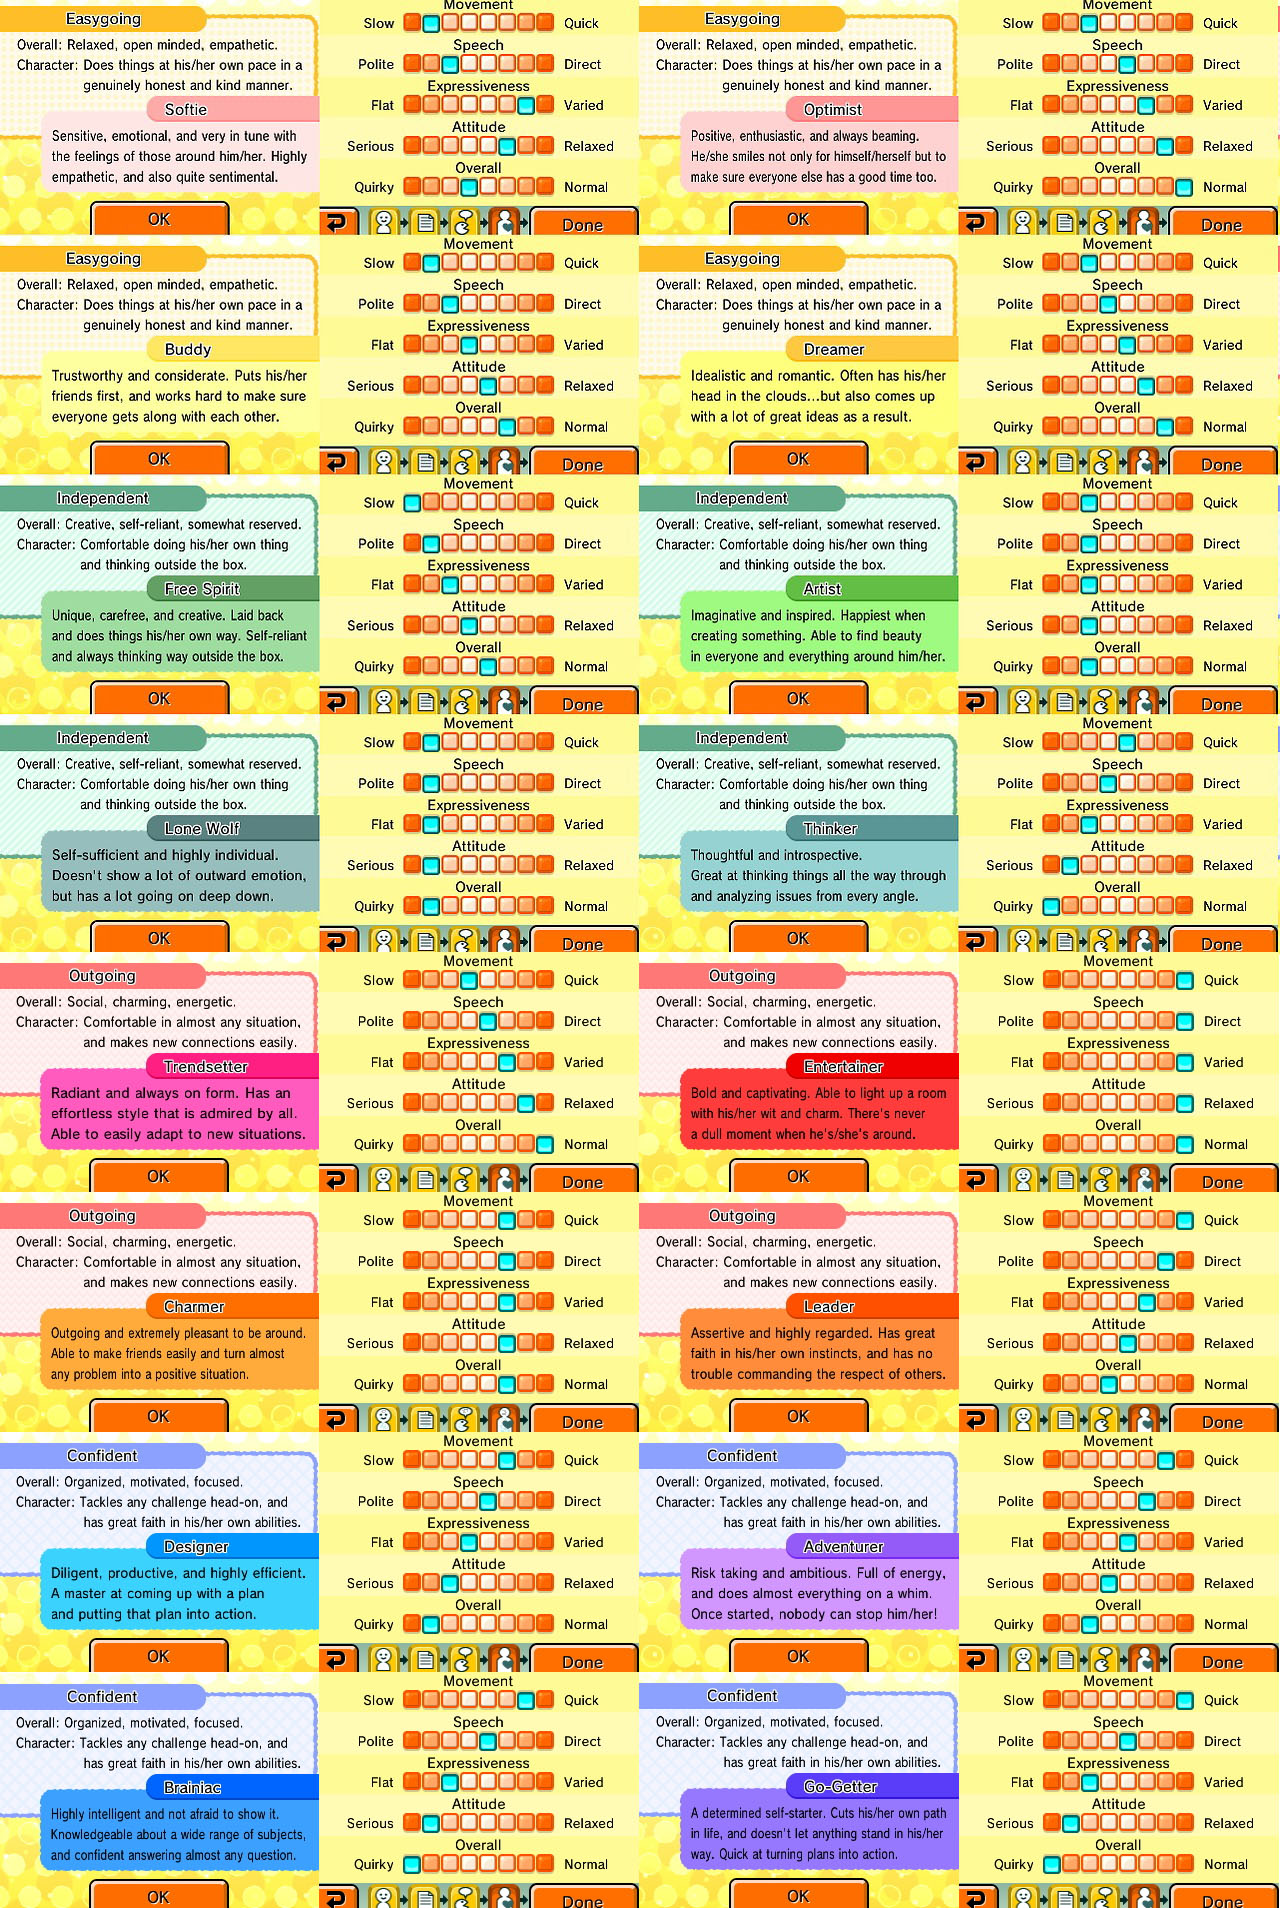 Easygoing
Overall: Relaxed, open minded, empathetic.
Character: Does things at his/her own pace in a
genuinely honest and kind manner.
Softie
Sensitive, emotional, and very in tune with
the feelings of those around him/her. Highly
empathetic, and also quite sentimental.
OK
Movement
Slow Quick
Speech
Polite Direct
Expressiveness
Flat Varied
Attitude
Serious Relaxed
Overall
Quirky Normal
Done
Easygoing
Overall: Relaxed, open minded, empathetic.
Character: Does things at his/her own pace in a
genuinely honest and kind manner.
Optimist
Positive, enthusiastic, and always beaming.
He/she smiles not only for himself/herself but to
make sure everyone else has a good time too.
OK
Movement
Slow Quick
Speech
Polite Direct
Expressiveness
Flat Varied
Attitude
Serious Relaxed
Overall
Quirky Normal
Done
Easygoing
Overall: Relaxed, open minded, empathetic.
Character: Does things at his/her own pace in a
genuinely honest and kind manner.
Buddy
Trustworthy and considerate. Puts his/her
friends first, and works hard to make sure
everyone gets along with each other.
OK
Movement
Slow Quick
Speech
Polite Direct
Expressiveness
Flat Varied
Attitude
Serious Relaxed
Overall
Quirky Normal
Done
Easygoing
Overall: Relaxed, open minded, empathetic.
Character: Does things at his/her own pace in a
genuinely honest and kind manner.
Dreamer
Idealistic and romantic. Often has his/her
head in the clouds...but also comes up
with a lot of great ideas as a result.
OK
Movement
Slow Quick
Speech
Polite Direct
Expressiveness
Flat Varied
Attitude
Serious Relaxed
Overall
Quirky Normal
Done
Independent
Overall: Creative, self-reliant, somewhat reserved.
Character: Comfortable doing his/her own thing
and thinking outside the box.
Free Spirit
Unique, carefree, and creative. Laid back
and does things his/her own way. Self-reliant
and always thinking way outside the box.
OK
Movement
Slow Quick
Speech
Polite Direct
Expressiveness
Flat Varied
Attitude
Serious Relaxed
Overall
Quirky Normal
Done
Independent
Overall: Creative, self-reliant, somewhat reserved.
Character: Comfortable doing his/her own thing
and thinking outside the box.
Artist
Imaginative and inspired. Happiest when
creating something. Able to find beauty
in everyone and everything around him/her.
OK
Movement
Slow Quick
Speech
Polite Direct
Expressiveness
Flat Varied
Attitude
Serious Relaxed
Overall
Quirky Normal
Done
Independent
Overall: Creative, self-reliant, somewhat reserved.
Character: Comfortable doing his/her own thing
and thinking outside the box.
Lone Wolf
Self-sufficient and highly individual.
Doesn't show a lot of outward emotion,
but has a lot going on deep down.
OK
Movement
Slow Quick
Speech
Polite Direct
Expressiveness
Flat Varied
Attitude
Serious Relaxed
Overall
Quirky Normal
Done
Independent
Overall: Creative, self-reliant, somewhat reserved.
Character: Comfortable doing his/her own thing
and thinking outside the box.
Thinker
Thoughtful and introspective.
Great at thinking things all the way through
and analyzing issues from every angle.
OK
Movement
Slow Quick
Speech
Polite Direct
Expressiveness
Flat Varied
Attitude
Serious Relaxed
Overall
Quirky Normal
Done
Outgoing
Overall: Social, charming, energetic.
Character: Comfortable in almost any situation,
and makes new connections easily.
Trendsetter
Radiant and always on form. Has an
effortless style that is admired by all.
Able to easily adapt to new situations.
OK
Movement
Slow Quick
Speech
Polite Direct
Expressiveness
Flat Varied
Attitude
Serious Relaxed
Overall
Quirky Normal
Done
Outgoing
Overall: Social, charming, energetic.
Character: Comfortable in almost any situation,
and makes new connections easily.
Entertainer
Bold and captivating. Able to light up a room
with his/her wit and charm. There's never
a dull moment when he's/she's around.
OK
Movement
Slow Quick
Speech
Polite Direct
Expressiveness
Flat Varied
Attitude
Serious Relaxed
Overall
Quirky Normal
Done
Outgoing
Overall: Social, charming, energetic.
Character: Comfortable in almost any situation,
and makes new connections easily.
Charmer
Outgoing and extremely pleasant to be around.
Able to make friends easily and turn almost
any problem into a positive situation.
OK
Movement
Slow Quick
Speech
Polite Direct
Expressiveness
Flat Varied
Attitude
Serious Relaxed
Overall
Quirky Normal
Done
Outgoing
Overall: Social, charming, energetic.
Character: Comfortable in almost any situation,
and makes new connections easily.
Leader
Assertive and highly regarded. Has great
faith in his/her own instincts, and has no
trouble commanding the respect of others.
OK
Movement
Slow Quick
Speech
Polite Direct
Expressiveness
Flat Varied
Attitude
Serious Relaxed
Overall
Quirky Normal
Done
Confident
Overall: Organized, motivated, focused.
Character: Tackles any challenge head-on, and
has great faith in his/her own abilities.
Designer
Diligent, productive, and highly efficient.
A master at coming up with a plan
and putting that plan into action.
OK
Movement
Slow Quick
Speech
Polite Direct
Expressiveness
Flat Varied
Attitude
Serious Relaxed
Overall
Quirky Normal
Done
Confident
Overall: Organized, motivated, focused.
Character: Tackles any challenge head-on, and
has great faith in his/her own abilities.
Adventurer
Risk taking and ambitious. Full of energy,
and does almost everything on a whim.
Once started, nobody can stop him/her!
OK
Movement
Slow Quick
Speech
Polite Direct
Expressiveness
Flat Varied
Attitude
Serious Relaxed
Overall
Quirky Normal
Done
Confident
Overall: Organized, motivated, focused.
Character: Tackles any challenge head-on, and
has great faith in his/her own abilities.
Brainiac
Highly intelligent and not afraid to show it.
Knowledgeable about a wide range of subjects,
and confident answering almost any question.
OK
Movement
Slow Quick
Speech
Polite Direct
Expressiveness
Flat Varied
Attitude
Serious Relaxed
Overall
Quirky Normal
Done
Confident
Overall: Organized, motivated, focused.
Character: Tackles any challenge head-on, and
has great faith in his/her own abilities.
Go-Getter
A determined self-starter. Cuts his/her own path
in life, and doesn't let anything stand in his/her
way. Quick at turning plans into action.
OK
Movement
Slow Quick
Speech
Polite Direct
Expressiveness
Flat Varied
Attitude
Serious Relaxed
Overall
Quirky Normal
Done